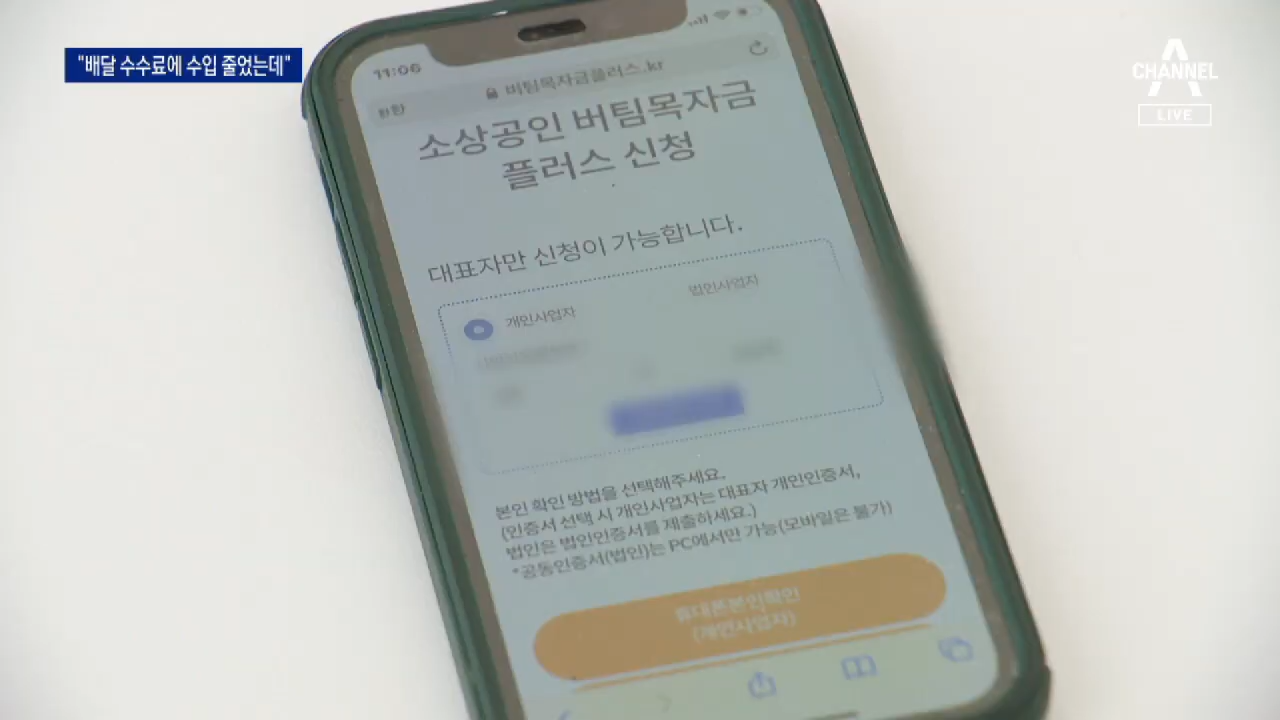 "배달 수수료에 수입 줄었는데"
CHANNEL
LIVE
11:06
버팀목자금플러스.kr
소상공인 버팀목자금
플러스 신청
대표자만 신청이 가능합니다.
개인사업자
법인사업자
본인 확인 방법을 선택해주세요.
(인증서 선택 시 개인사업자는 대표자 개인인증서,
법인은 법인인증서를 제출하세요.)
*공동인증서(법인)는 PC에서만 가능(모바일은 불가)
휴대폰본인확인
(개인사업자)